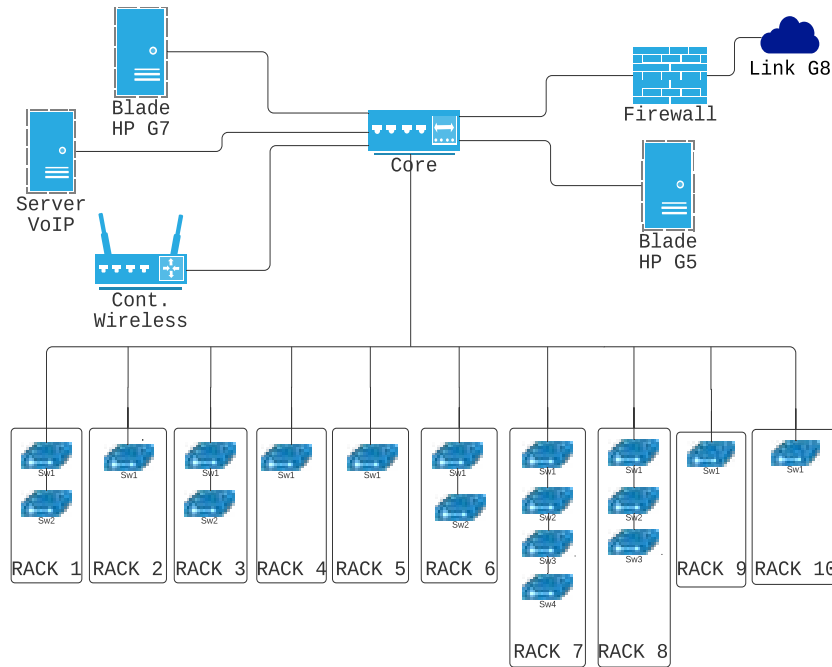 Blade
HP G7
Link G8
Firewall
Core
Server
VoIP
Blade
HP G5
Cont.
Wireless
Sw1
Sw2
RACK 1
Sw1
RACK 2
Sw1
Sw2
RACK 3
Sw1
RACK 4
Sw1
RACK 5
Sw1
Sw2
RACK 6
Sw1
Sw2
Sw3
Sw4
RACK 7
Sw1
Sw2
Sw3
RACK 8
Sw1
RACK 9
Sw1
RACK 10